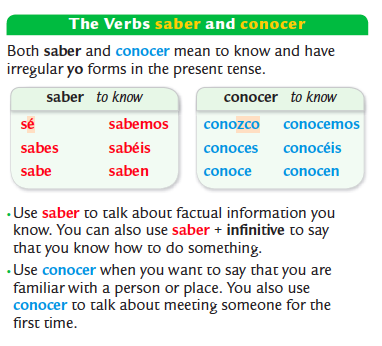 The Verbs saber and conocer
Both saber and conocer mean to know and have
irregular yo forms in the present tense.
saber to know
sé sabemos
sabes sabéis
sabe saben
conocer to know
conozco conocemos
conoces conocéis
conoce conocen
• Use saber to talk about factual information you
know. You can also use saber + infinitive to say
that you know how to do something.
• Use conocer when you want to say that you are
familiar with a person or place. You also use
conocer to talk about meeting someone for the
first time.